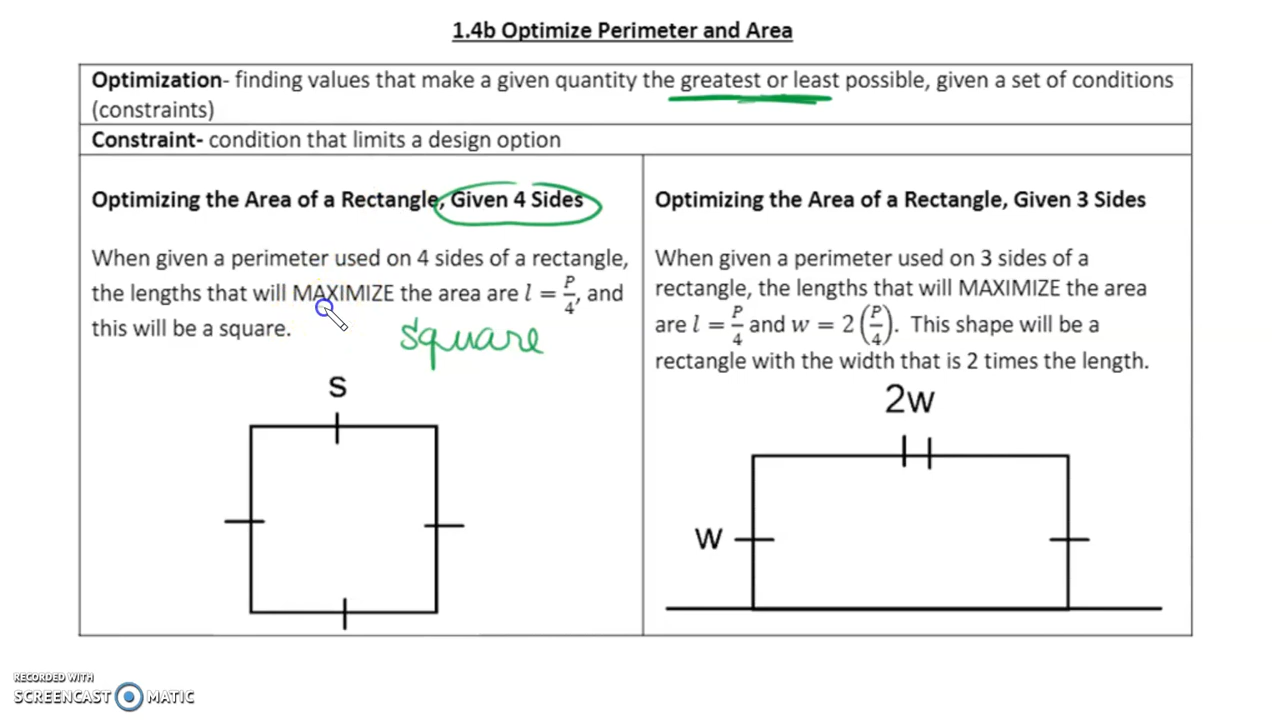 1.4b Optimize Perimeter and Area
Optimization- finding values that make a given quantity the greatest or least possible, given a set of conditions
(constraints)
Constraint- condition that limits a design option
Optimizing the Area of a Rectangle, Given 4 Sides
When given a perimeter used on 4 sides of a rectangle,
the lengths that will MAXIMIZE the area are l = P/4, and
this will be a square.
square
S
Optimizing the Area of a Rectangle, Given 3 Sides
When given a perimeter used on 3 sides of a
rectangle, the lengths that will MAXIMIZE the area
are l = P/4 and w = 2(P/4). This shape will be a
rectangle with the width that is 2 times the length.
2w
W
RECORDED WITH
SCREENCAST MATIC